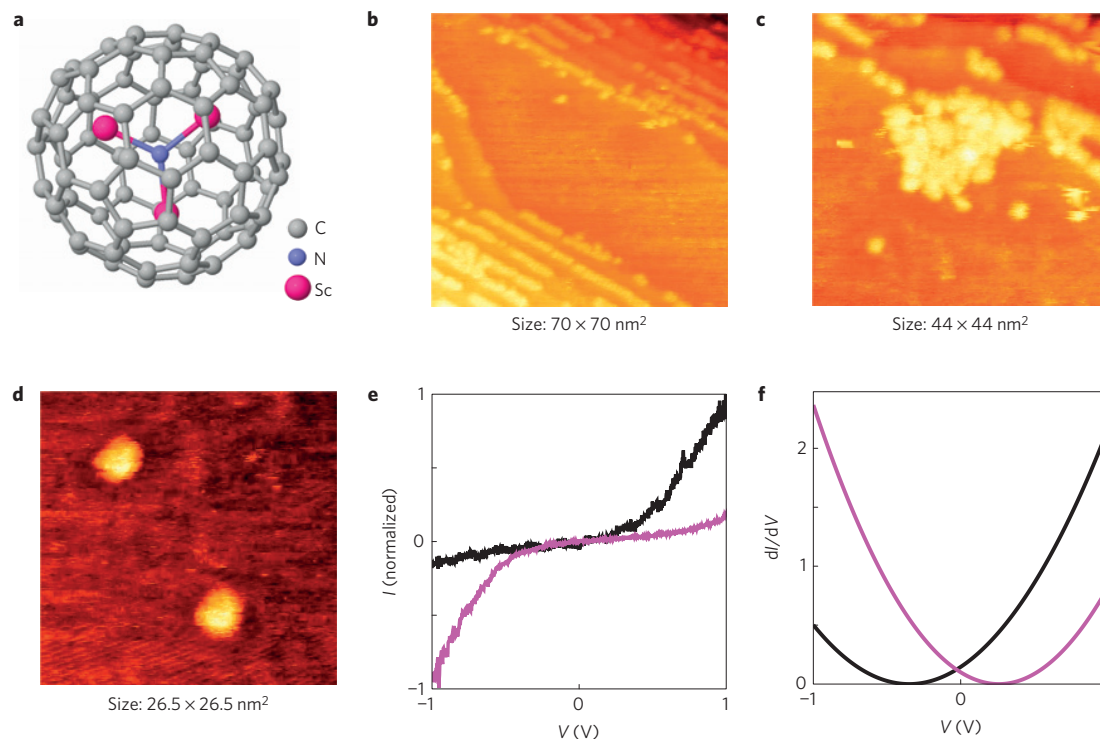 a
C
N
Sc
b
Size: 70 × 70 nm²
c
Size: 44 × 44 nm²
d
Size: 26.5 × 26.5 nm²
e
1
0
−1
I (normalized)
−1
0
1
V (V)
f
2
1
0
dI/dV
−1
0
V (V)